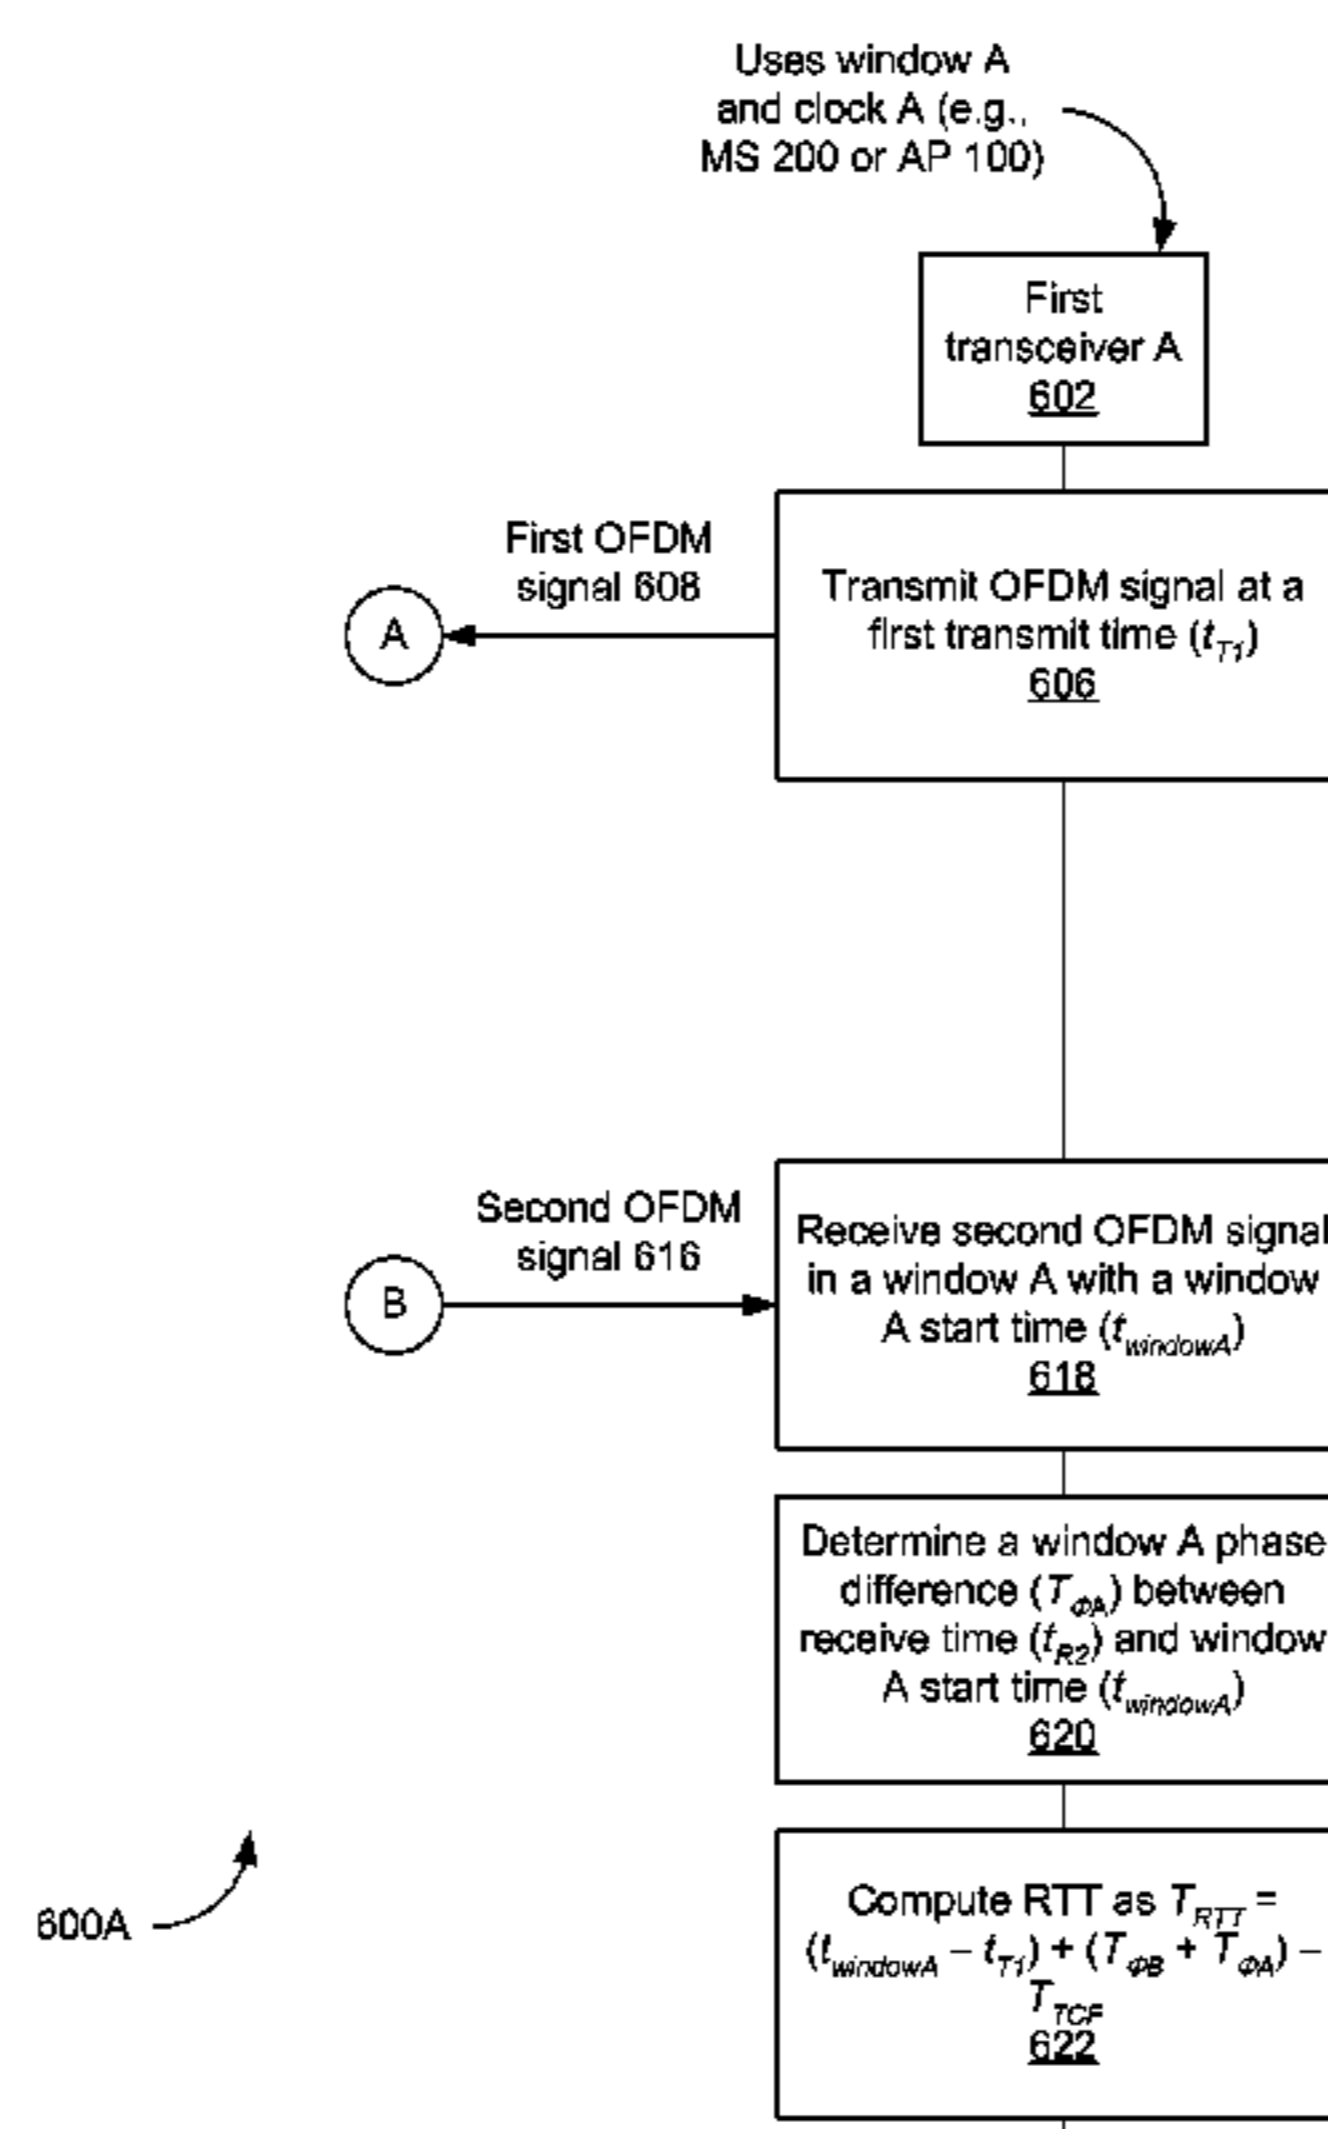 Uses window A
and clock A (e.g.,
MS 200 or AP 100)
First
transceiver A
602
First OFDM
signal 608
A
Transmit OFDM signal at a
first transmit time (tT1)
606
Second OFDM
signal 616
B
Receive second OFDM signal
in a window A with a window
A start time (twindowA)
618
Determine a window A phase
difference (TΦA) between
receive time (tR2) and window
A start time (twindowA)
620
600A
Compute RTT as TRTT =
(twindowA – tT1) + (TΦB + TΦA) –
TTCF
622